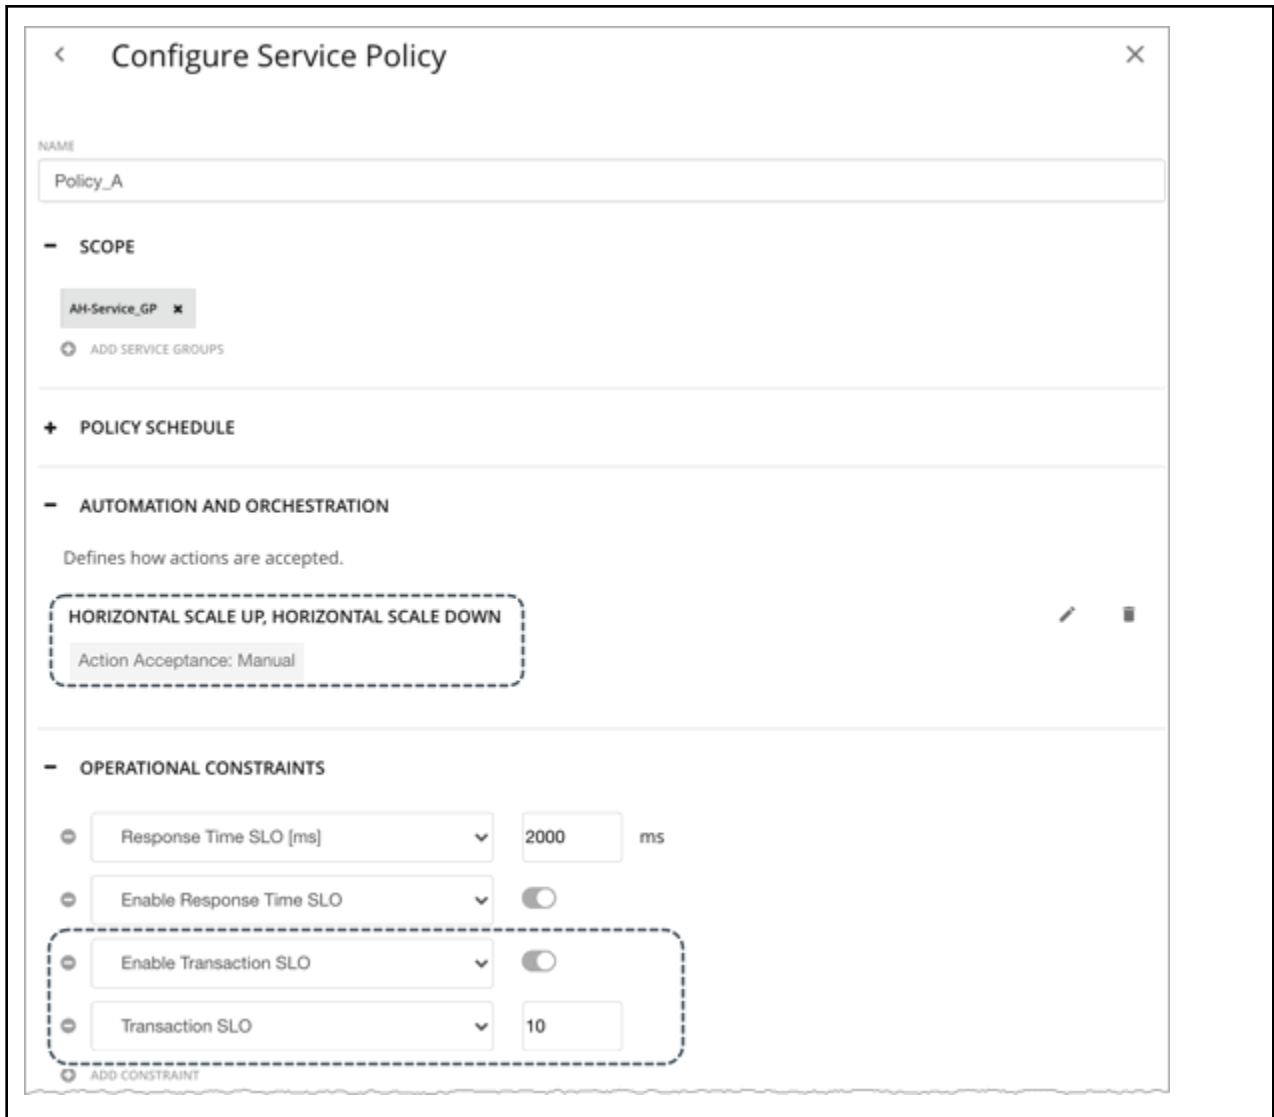 Configure Service Policy
NAME
Policy_A
SCOPE
AH-Service_GP
ADD SERVICE GROUPS
POLICY SCHEDULE
AUTOMATION AND ORCHESTRATION
Defines how actions are accepted.
HORIZONTAL SCALE UP, HORIZONTAL SCALE DOWN
Action Acceptance: Manual
OPERATIONAL CONSTRAINTS
Response Time SLO [ms] 2000 ms
Enable Response Time SLO
Enable Transaction SLO
Transaction SLO 10
ADD CONSTRAINT